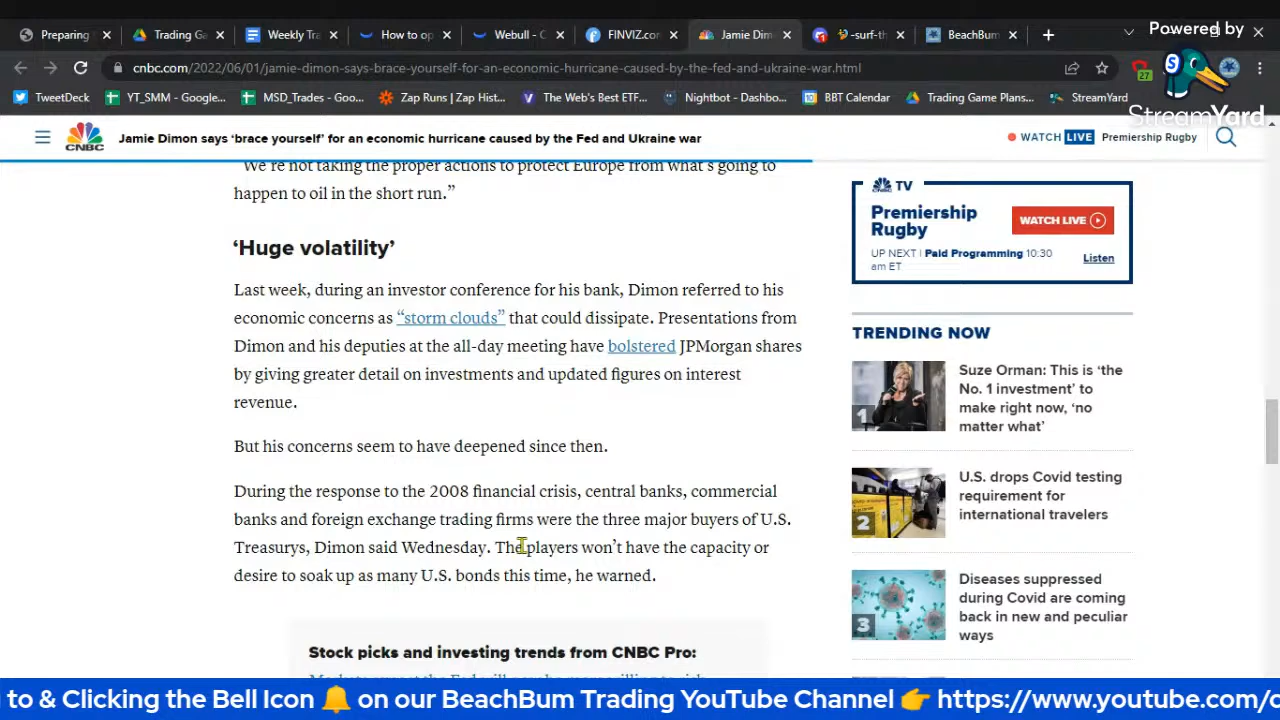 Preparing
Trading Ga
Weekly Tra
How to op
Webull - C
FINVIZ.co
Jamie Dim
-surf-th
BeachBum
Powered by
cnbc.com/2022/06/01/jamie-dimon-says-brace-yourself-for-an-economic-hurricane-caused-by-the-fed-and-ukraine-war.html
27
TweetDeck
YT_SMM - Google...
MSD_Trades - Goo...
Zap Runs | Zap Hist...
The Web's Best ETF...
Nightbot - Dashbo...
BBT Calendar
Trading Game Plans...
StreamYard
StreamYard
CNBC
Jamie Dimon says ‘brace yourself’ for an economic hurricane caused by the Fed and Ukraine war
WATCH LIVE Premiership Rugby
“We’re not taking the proper actions to protect Europe from what’s going to
happen to oil in the short run.”
‘Huge volatility’
Last week, during an investor conference for his bank, Dimon referred to his
economic concerns as “storm clouds” that could dissipate. Presentations from
Dimon and his deputies at the all-day meeting have bolstered JPMorgan shares
by giving greater detail on investments and updated figures on interest
revenue.
But his concerns seem to have deepened since then.
During the response to the 2008 financial crisis, central banks, commercial
banks and foreign exchange trading firms were the three major buyers of U.S.
Treasurys, Dimon said Wednesday. The players won’t have the capacity or
desire to soak up as many U.S. bonds this time, he warned.
Stock picks and investing trends from CNBC Pro:
TV
Premiership
Rugby
WATCH LIVE
UP NEXT | Paid Programming 10:30
am ET
Listen
TRENDING NOW
1
Suze Orman: This is ‘the
No. 1 investment’ to
make right now, ‘no
matter what’
2
U.S. drops Covid testing
requirement for
international travelers
3
Diseases suppressed
during Covid are coming
back in new and peculiar
ways
g to & Clicking the Bell Icon 🔔 on our BeachBum Trading YouTube Channel 👉 https://www.youtube.com/c